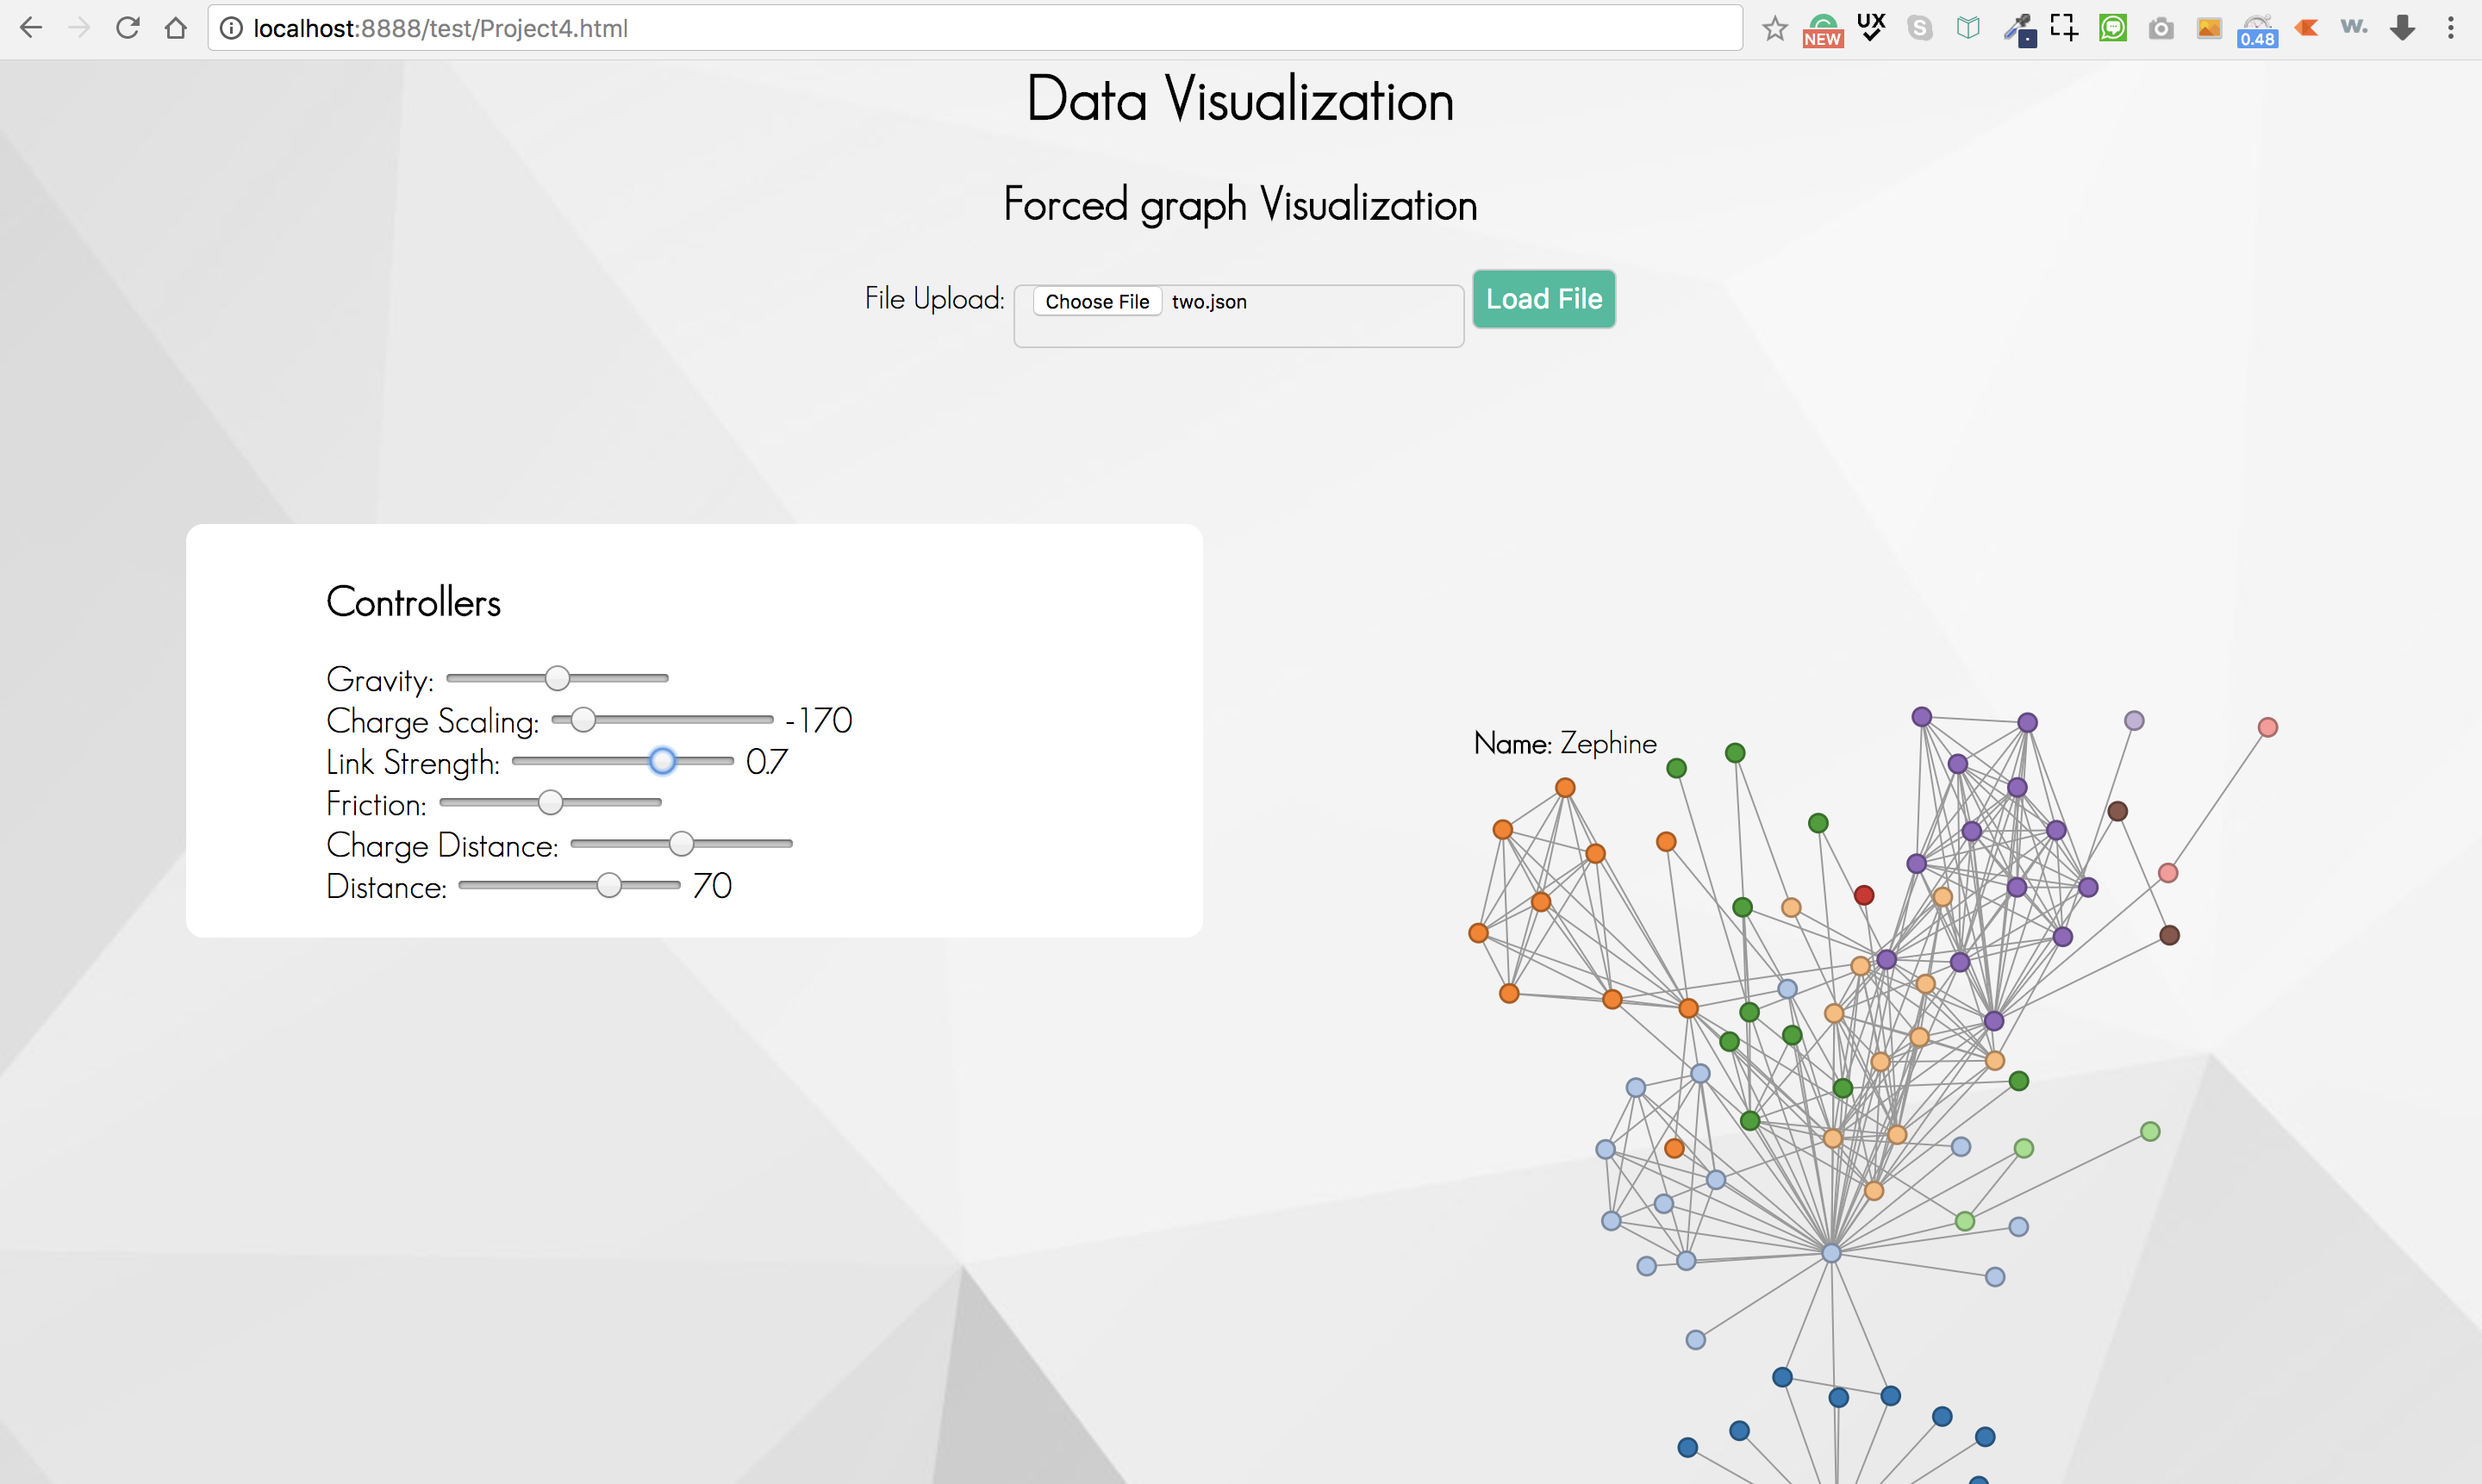 localhost:8888/test/Project4.html
NEW
UX
S
0.48
w.
Data Visualization
Forced graph Visualization
File Upload: Choose File two.json Load File
Controllers
Gravity:
Charge Scaling: -170
Link Strength: 0.7
Friction:
Charge Distance:
Distance: 70
Name: Zephine